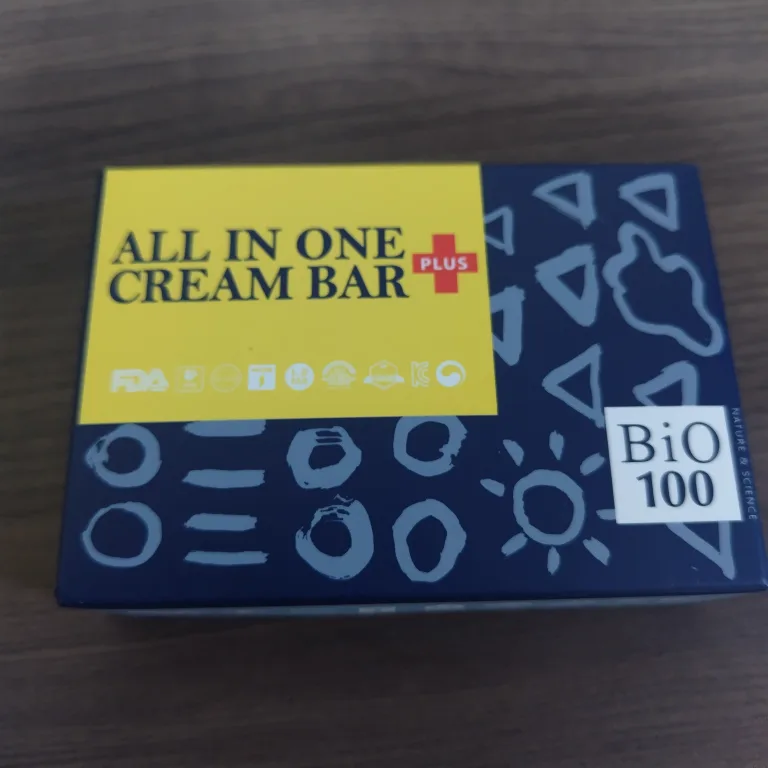 ALL IN ONE
CREAM BAR
PLUS
FDA
BiO
100
NATURE & SCIENCE